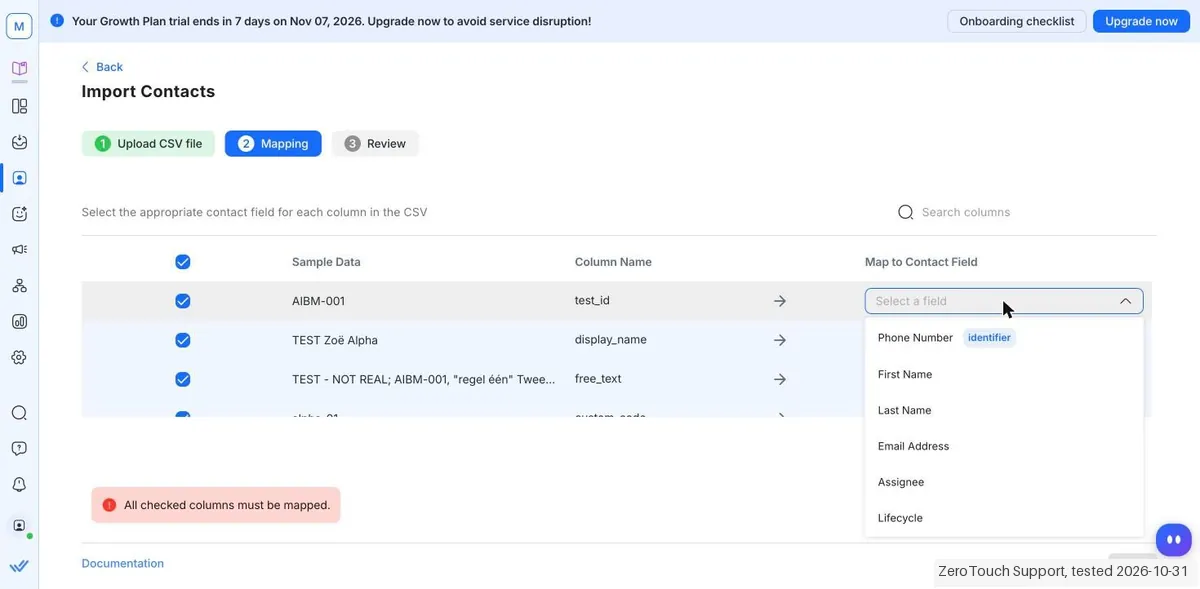 M
Your Growth Plan trial ends in 7 days on Nov 07, 2026. Upgrade now to avoid service disruption!
Onboarding checklist
Upgrade now
Back
Import Contacts
1 Upload CSV file
2 Mapping
3 Review
Select the appropriate contact field for each column in the CSV
Search columns
Sample Data
Column Name
Map to Contact Field
AIBM-001
test_id
Select a field
TEST Zoë Alpha
display_name
TEST - NOT REAL; AIBM-001, "regel één" Twee...
free_text
Phone Number identifier
First Name
Last Name
Email Address
Assignee
Lifecycle
All checked columns must be mapped.
Documentation
ZeroTouch Support, tested 2026-10-31